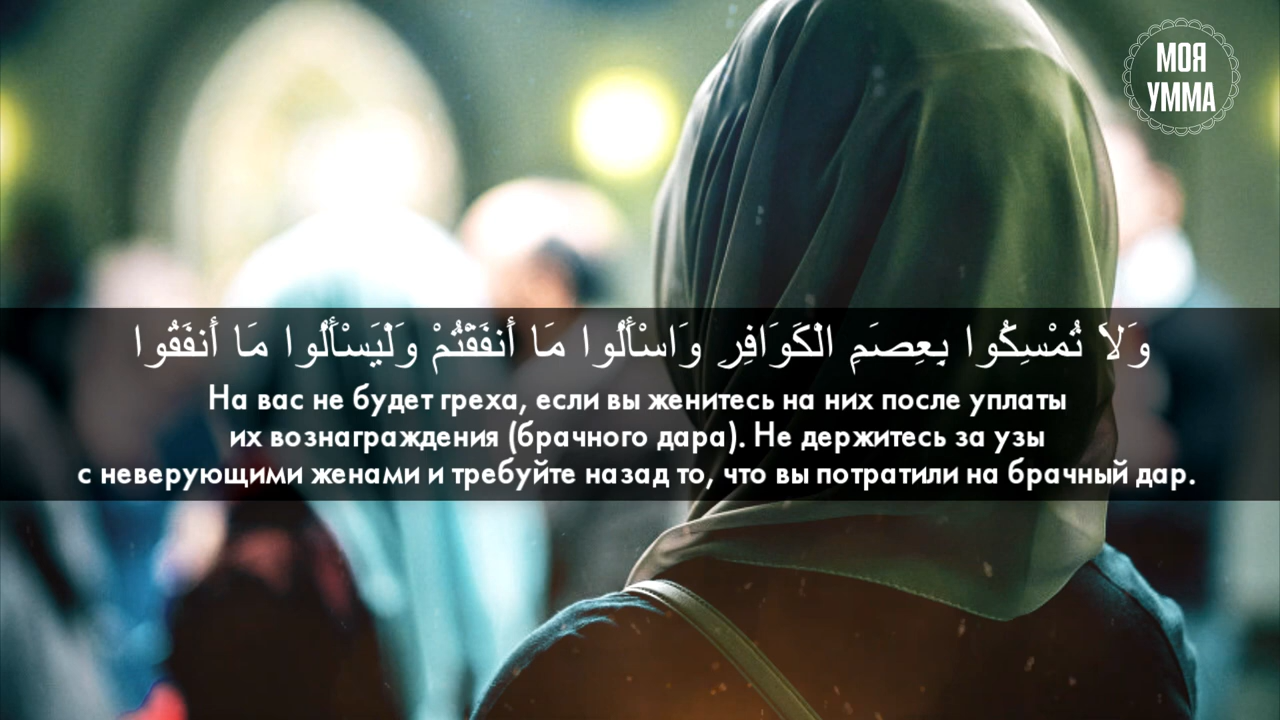 МОЯ
УММА
وَلَا تُمْسِكُوا بِعِصَمِ الْكَوَافِرِ وَاسْأَلُوا مَا أَنفَقْتُمْ وَلْيَسْأَلُوا مَا أَنفَقُوا
На вас не будет греха, если вы женитесь на них после уплаты
их вознаграждения (брачного дара). Не держитесь за узы
с неверующими женами и требуйте назад то, что вы потратили на брачный дар.